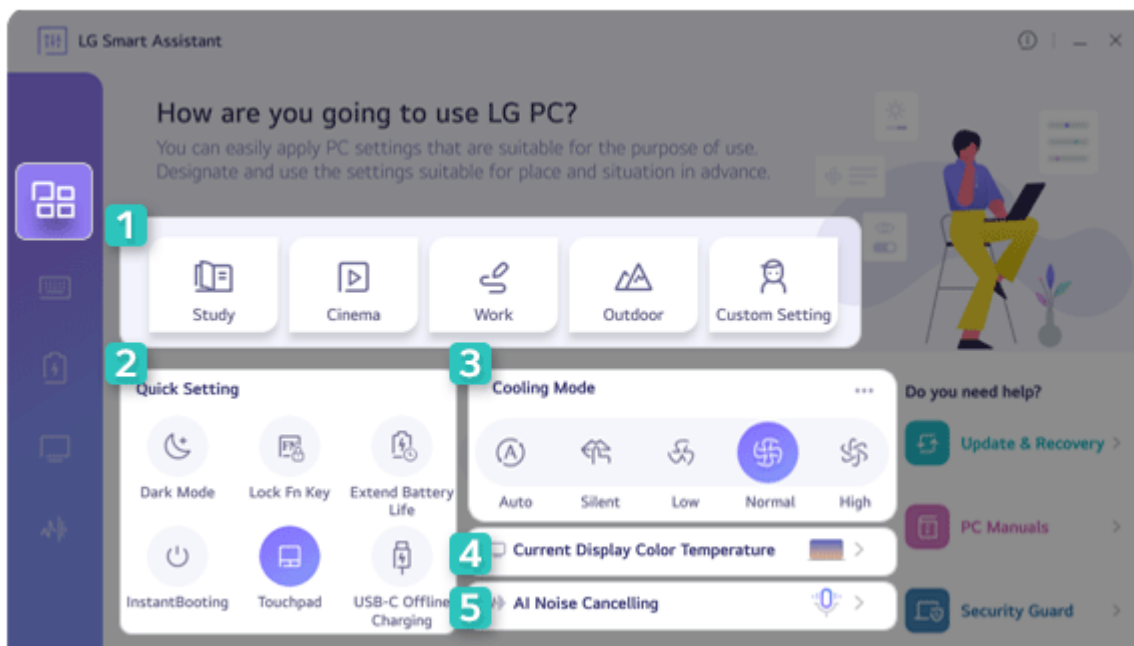 LG Smart Assistant
How are you going to use LG PC?
You can easily apply PC settings that are suitable for the purpose of use.
Designate and use the settings suitable for place and situation in advance.
1
Study
Cinema
Work
Outdoor
Custom Setting
2
Quick Setting
Dark Mode
Lock Fn Key
Extend Battery
Life
InstantBooting
Touchpad
USB-C Offline
Charging
3
Cooling Mode
Auto
Silent
Low
Normal
High
4
Current Display Color Temperature
5
AI Noise Cancelling
Do you need help?
Update & Recovery
PC Manuals
Security Guard